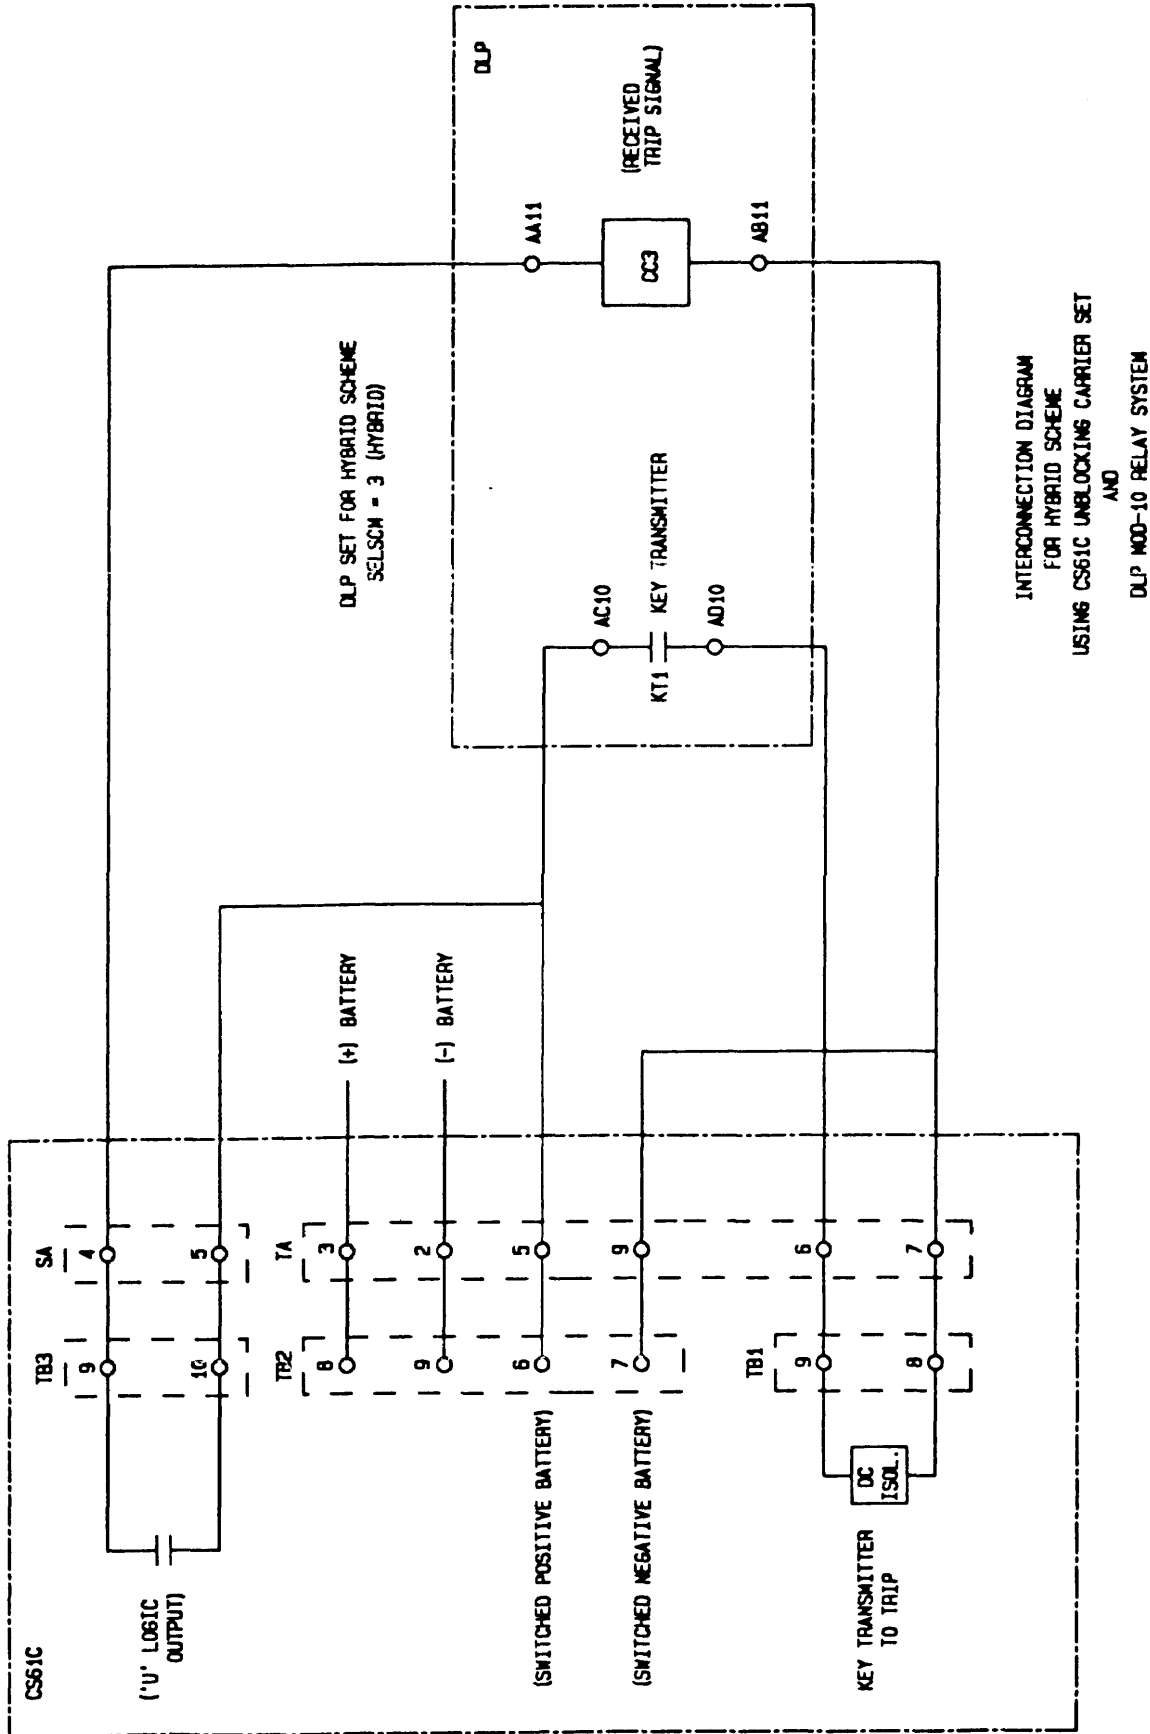 CS61C
('U' LOGIC
OUTPUT)
TB3
9
10
SA
4
5
TB2
8
9
6
7
TA
3
2
5
9
6
7
(+) BATTERY
(-) BATTERY
(SWITCHED POSITIVE BATTERY)
(SWITCHED NEGATIVE BATTERY)
KEY TRANSMITTER
TO TRIP
DC
ISOL.
TB1
9
8
DLP SET FOR HYBRID SCHEME
SELSCM = 3 (HYBRID)
DLP
AC10
KT1
KEY TRANSMITTER
AD10
AA11
CC3
(RECEIVED
TRIP SIGNAL)
AB11
INTERCONNECTION DIAGRAM
FOR HYBRID SCHEME
USING CS61C UNBLOCKING CARRIER SET
AND
DLP MOD-10 RELAY SYSTEM